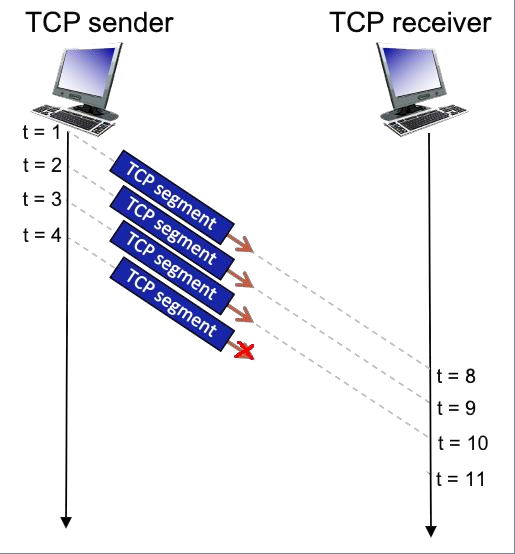 TCP sender
TCP receiver
t = 1
t = 2
t = 3
t = 4
TCP segment
TCP segment
TCP segment
TCP segment
t = 8
t = 9
t = 10
t = 11